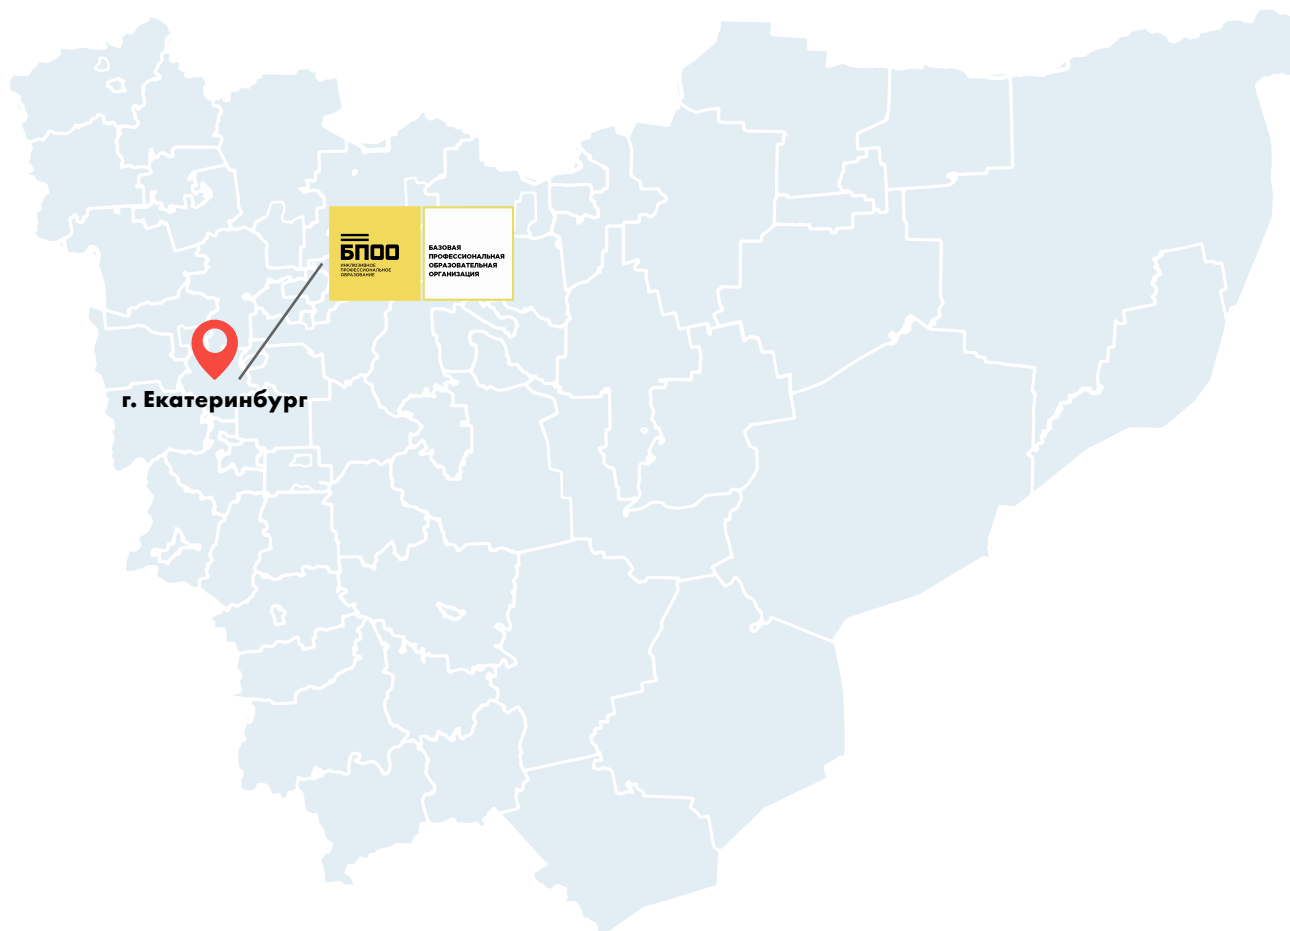 БПОО
ИНКЛЮЗИВНОЕ
ПРОФЕССИОНАЛЬНОЕ
ОБРАЗОВАНИЕ
БАЗОВАЯ
ПРОФЕССИОНАЛЬНАЯ
ОБРАЗОВАТЕЛЬНАЯ
ОРГАНИЗАЦИЯ
г. Екатеринбург